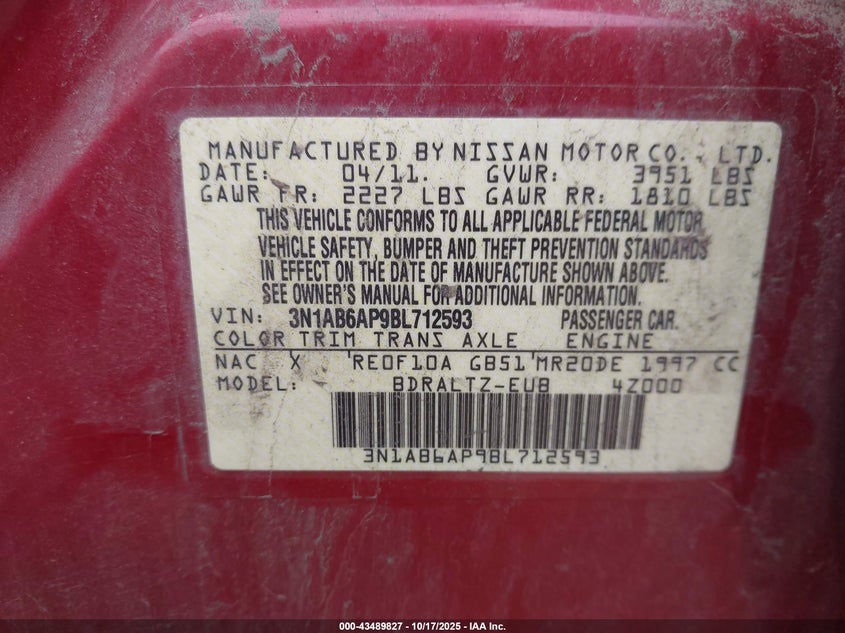 MANUFACTURED BY NISSAN MOTOR CO., LTD.
DATE: 04/11. GVWR: 3951 LBS
GAWR FR: 2227 LBS GAWR RR: 1810 LBS
THIS VEHICLE CONFORMS TO ALL APPLICABLE FEDERAL MOTOR
VEHICLE SAFETY, BUMPER AND THEFT PREVENTION STANDARDS
IN EFFECT ON THE DATE OF MANUFACTURE SHOWN ABOVE.
SEE OWNER'S MANUAL FOR ADDITIONAL INFORMATION.
VIN: 3N1AB6AP9BL712593 PASSENGER CAR.
COLOR TRIM TRANS AXLE ENGINE
NAC X RE0F10A GB51 MR20DE 1997 CC
MODEL: BDRALTZ-EUB 4Z000
3N1AB6AP9BL712593
000-43489827 - 10/17/2025 - IAA Inc.